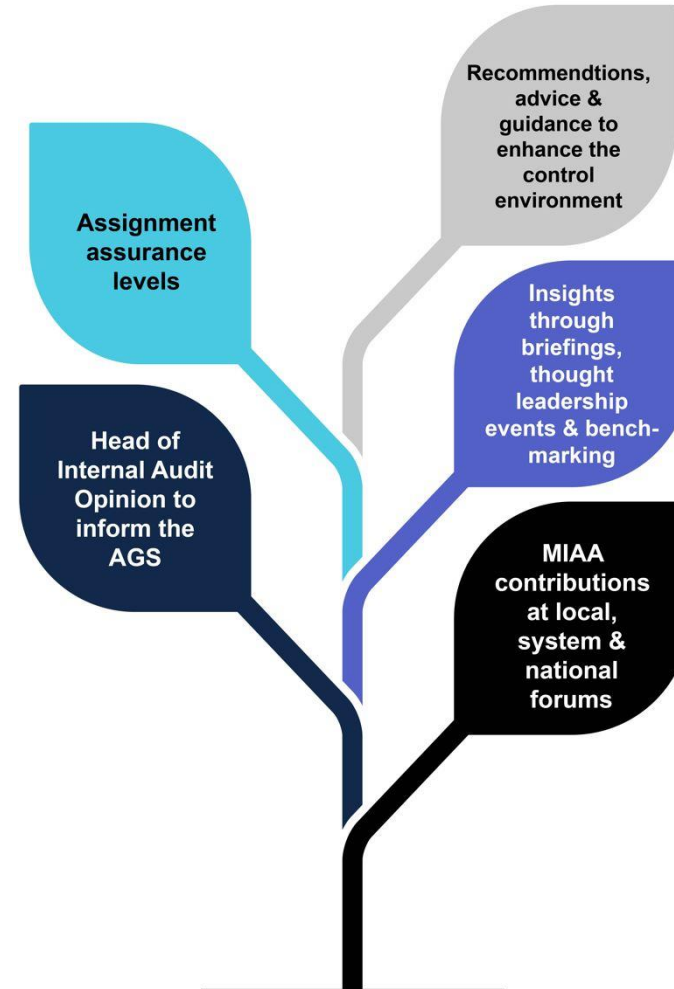 Recommendtions,
advice &
guidance to
enhance the
control
environment
Assignment
assurance
levels
Insights
through
briefings,
thought
leadership
events & bench-
marking
Head of
Internal Audit
Opinion to
inform the
AGS
MIAA
contributions
at local,
system &
national
forums